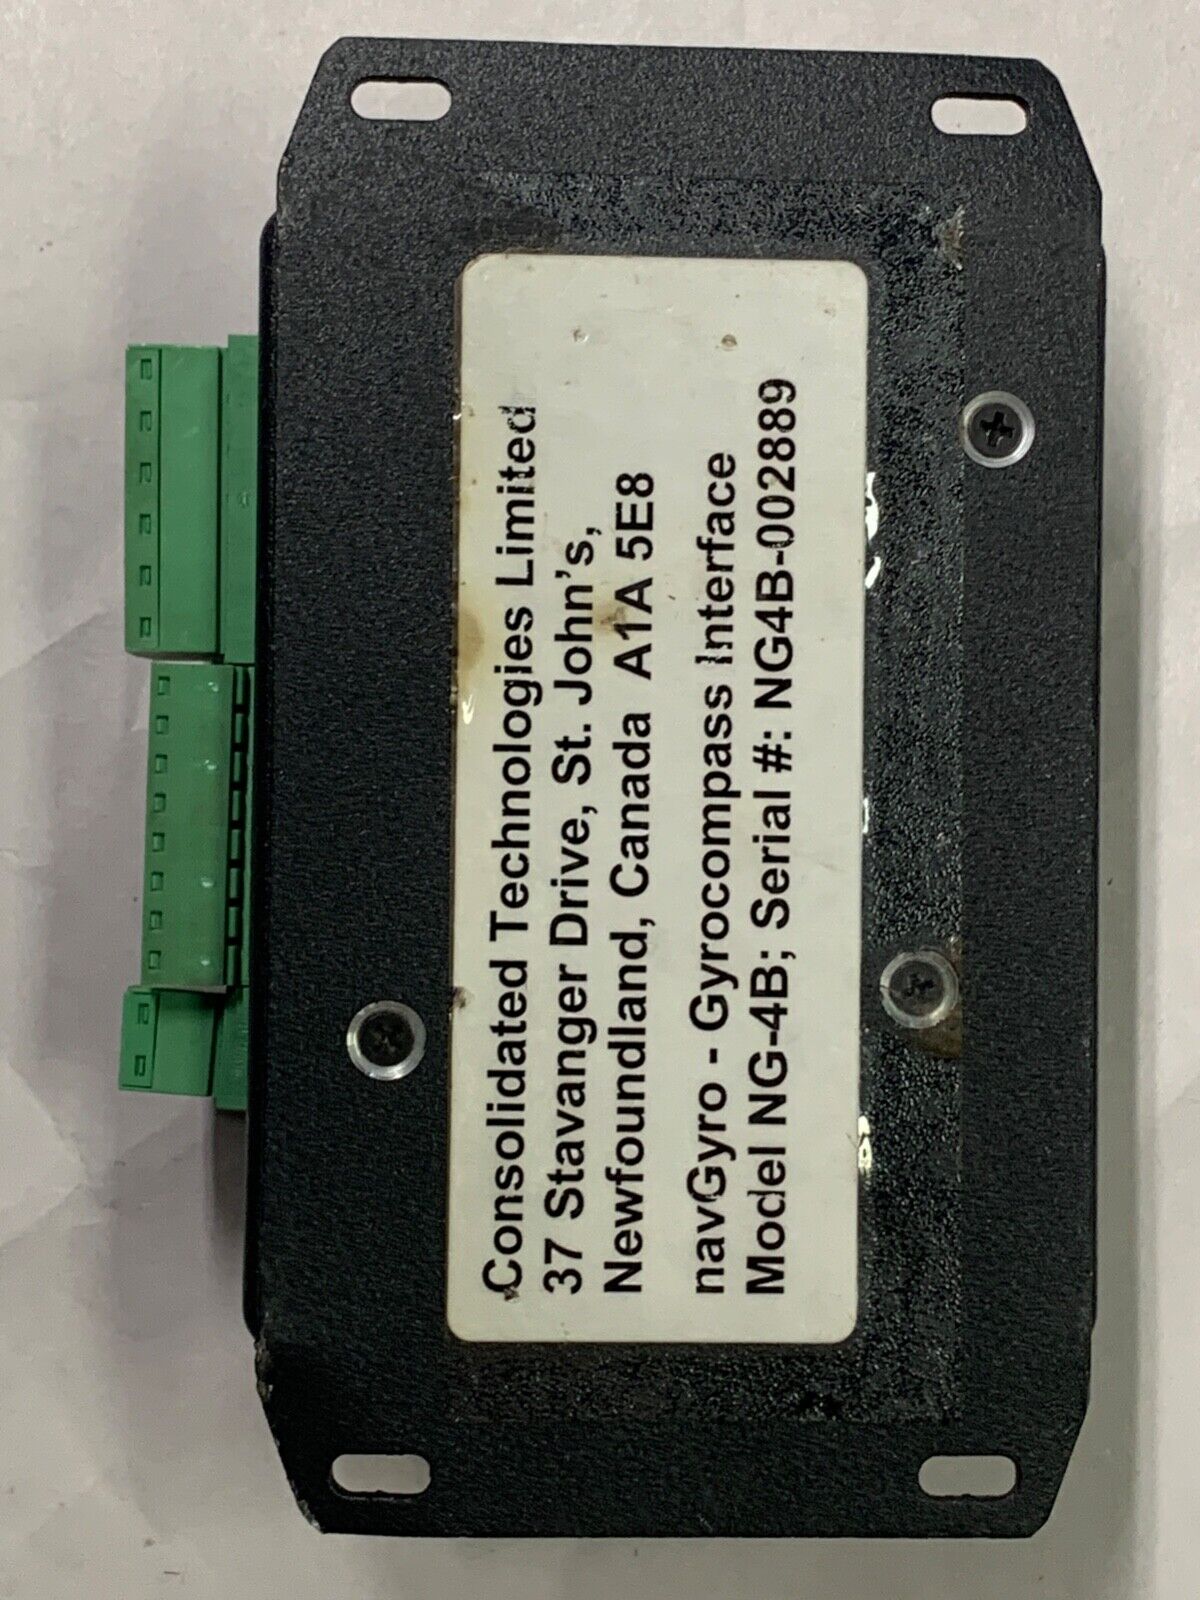 Consolidated Technologies Limited
37 Stavanger Drive, St. John's,
Newfoundland, Canada A1A 5E8
navGyro - Gyrocompass Interface
Model NG-4B; Serial #: NG4B-002889